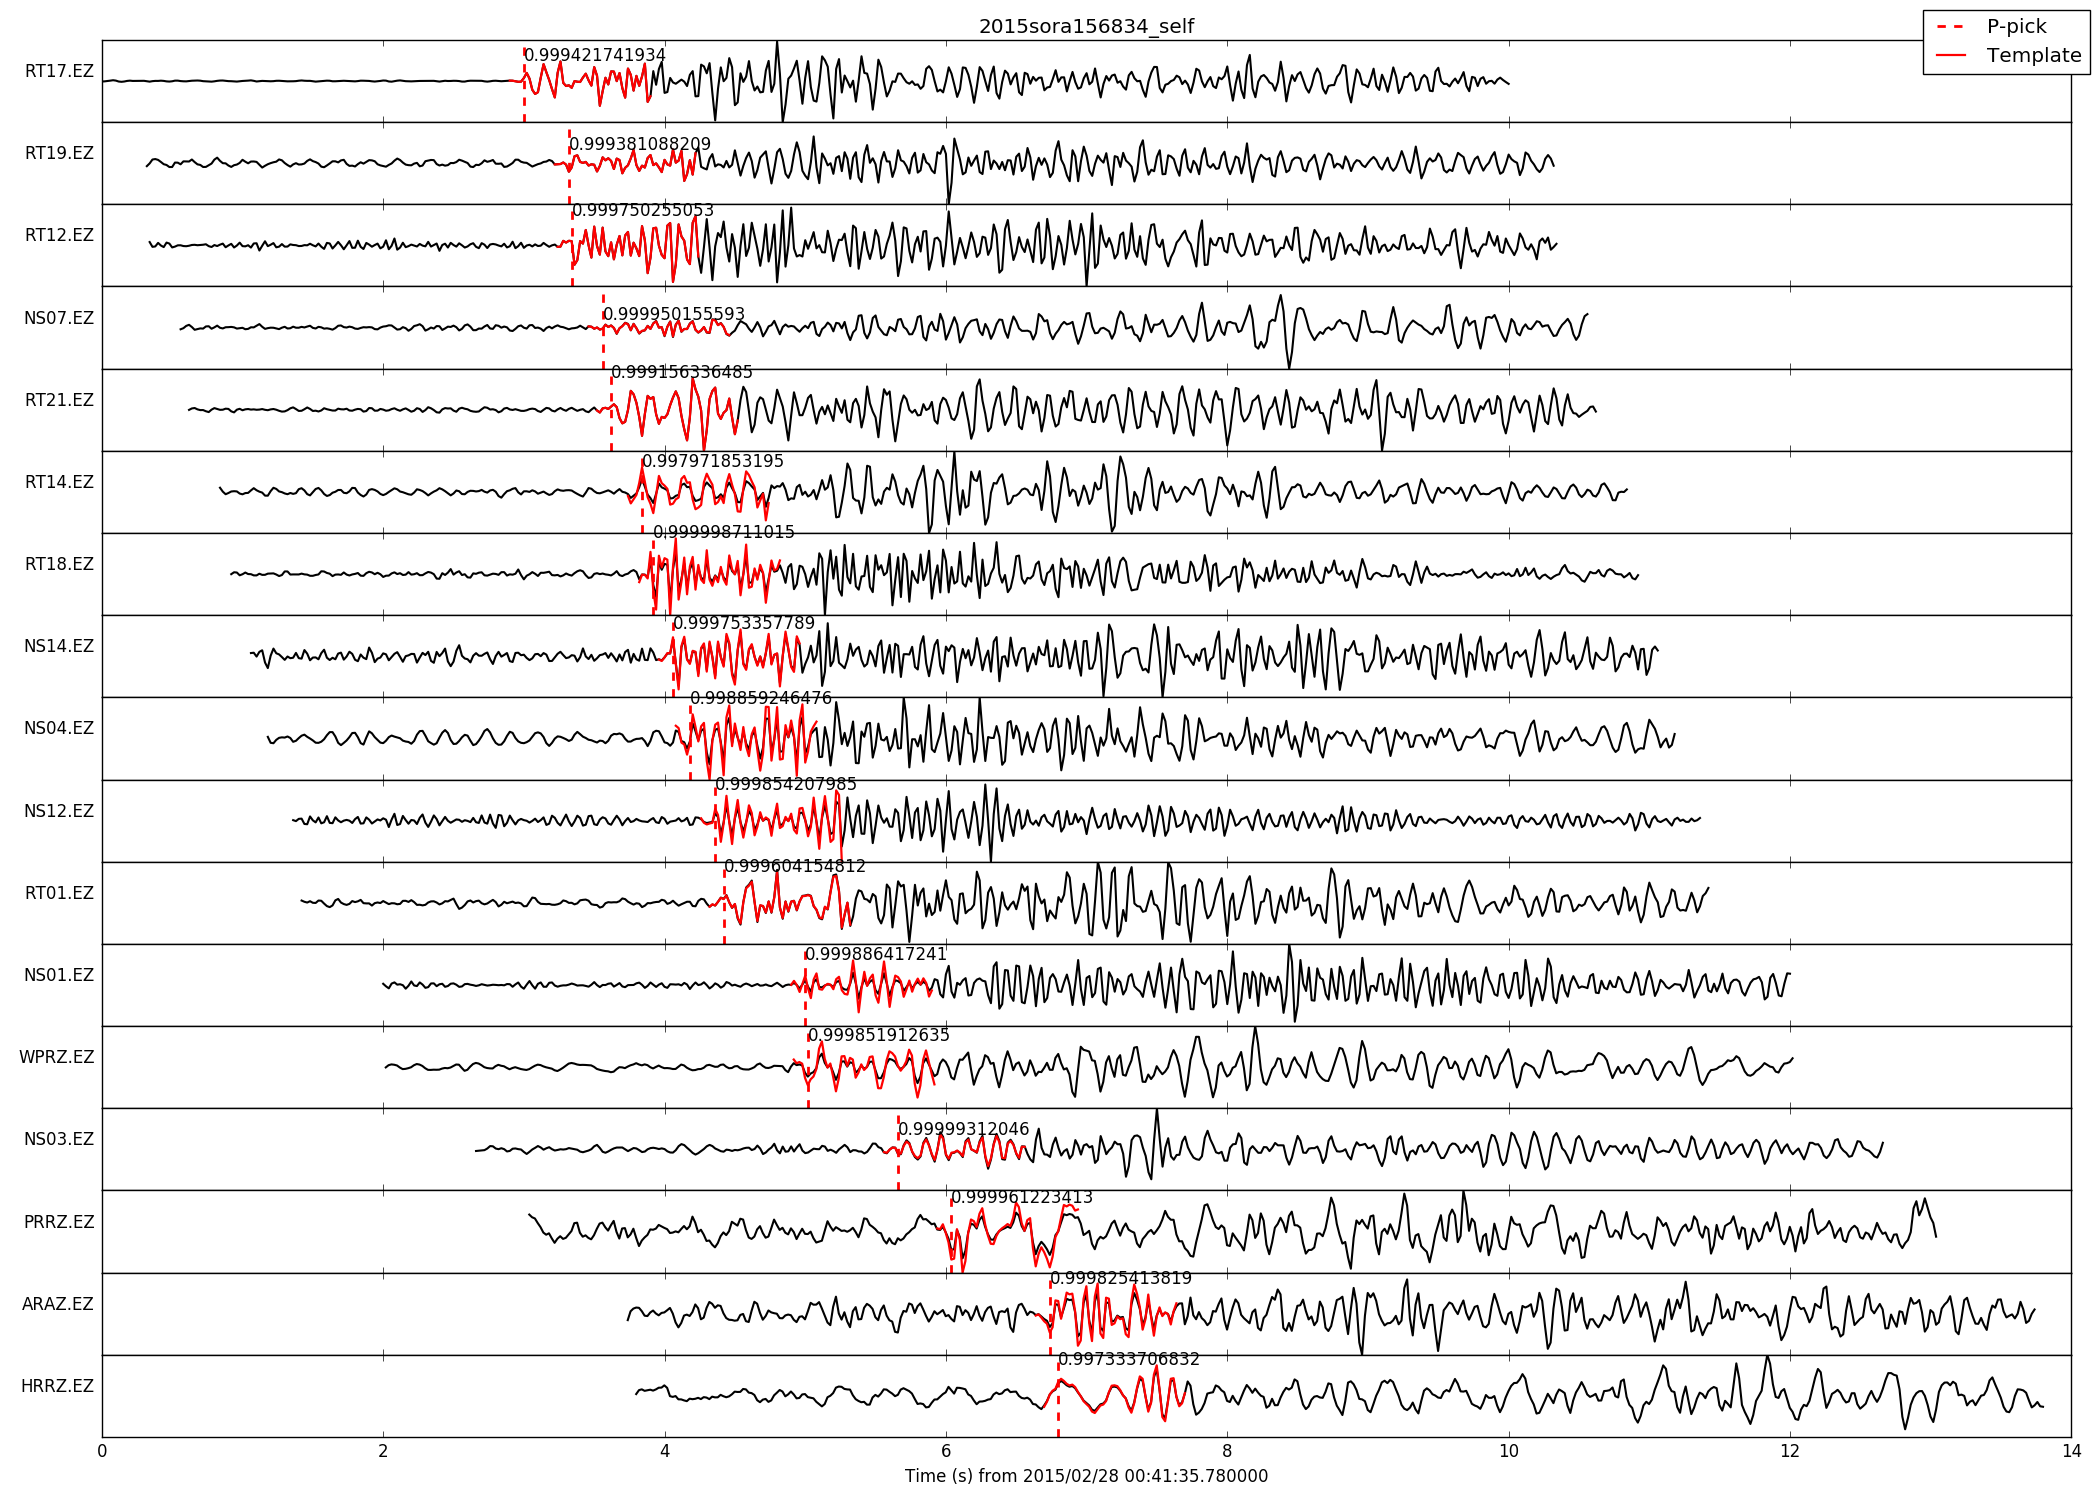 2015sora156834_self
P-pick
Template
RT17.EZ
0.999421741934
RT19.EZ
0.999381088209
RT12.EZ
0.999750255053
NS07.EZ
0.999950155593
RT21.EZ
0.999156336485
RT14.EZ
0.997971853195
RT18.EZ
0.999998711015
NS14.EZ
0.999753357789
NS04.EZ
0.998859246476
NS12.EZ
0.999854207985
RT01.EZ
0.999604154812
NS01.EZ
0.999886417241
WPRZ.EZ
0.999851912635
NS03.EZ
0.99999312046
PRRZ.EZ
0.999961223413
ARAZ.EZ
0.999825413819
HRRZ.EZ
0.997333706832
0 2 4 6 8 10 12 14
Time (s) from 2015/02/28 00:41:35.780000